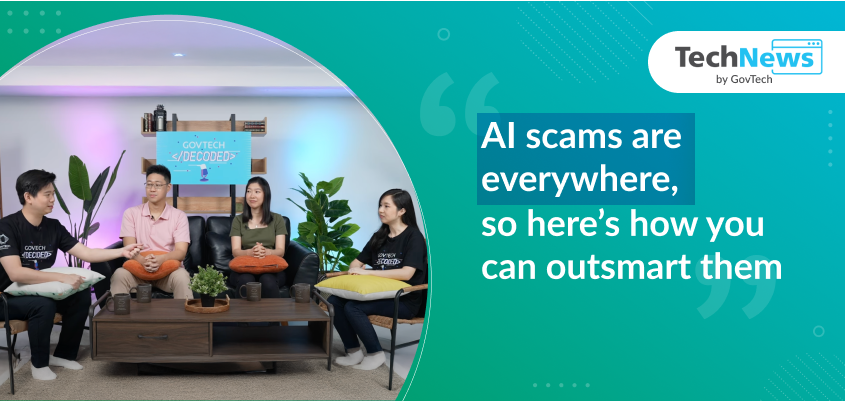 TechNews
by GovTech
AI scams are
everywhere,
so here’s how you
can outsmart them
GOVTECH
</DECODED>
GOVTECH
DECODED
GOVTECH
DECODED